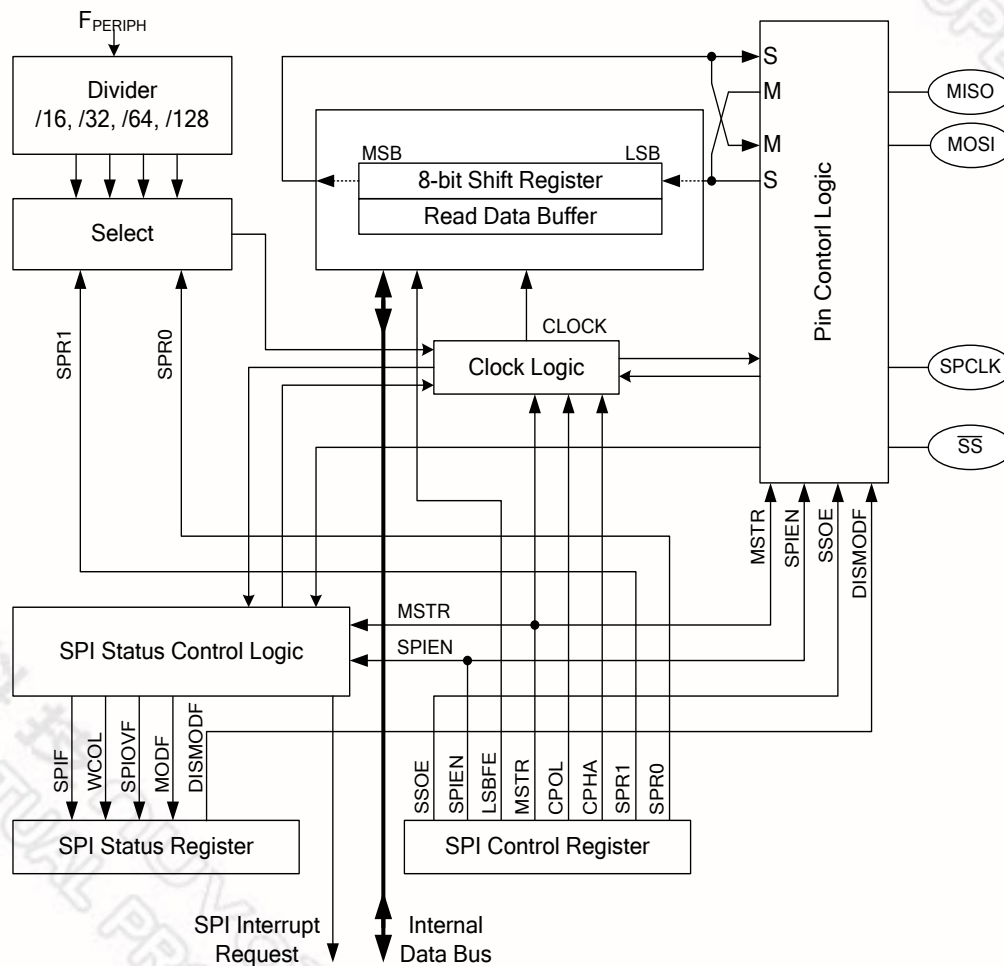 FPERIPH
Divider
/16, /32, /64, /128
Select
SPR1
SPR0
MSB
LSB
8-bit Shift Register
Read Data Buffer
CLOCK
Clock Logic
S
M
M
S
Pin Contorl Logic
MISO
MOSI
SPCLK
SS
MSTR
SPIEN
SSOE
DISMODF
SPI Status Control Logic
MSTR
SPIEN
SPIF
WCOL
SPIOVF
MODF
DISMODF
SPI Status Register
SSOE
SPIEN
LSBFE
MSTR
CPOL
CPHA
SPR1
SPR0
SPI Control Register
SPI Interrupt
Request
Internal
Data Bus